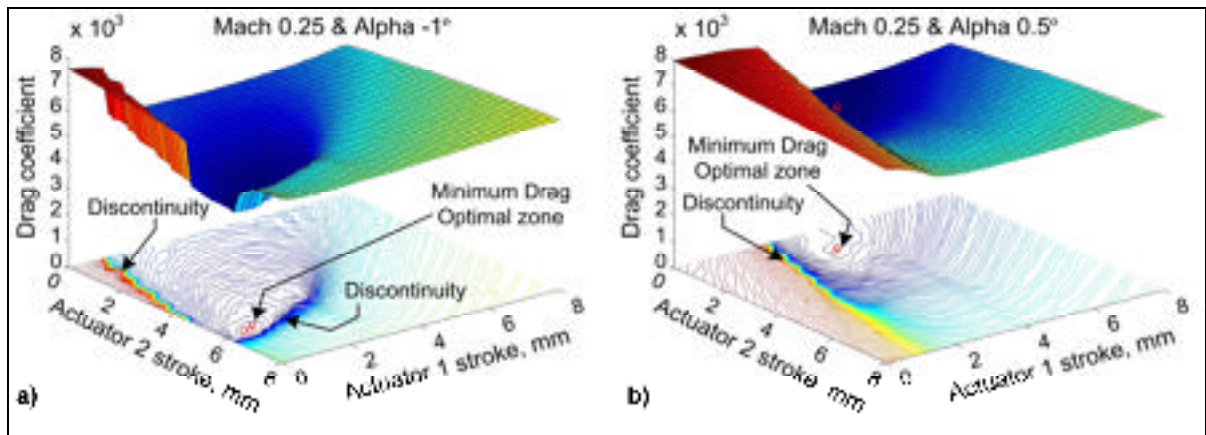 x 10³
Mach 0.25 & Alpha -1°
8
7
6
5
4
3
2
1
0
Drag coefficient
Discontinuity
Minimum Drag
Optimal zone
Discontinuity
0
2
4
6
8
Actuator 2 stroke, mm
0
2
4
6
8
Actuator 1 stroke, mm
a)
x 10³
Mach 0.25 & Alpha 0.5°
8
7
6
5
4
3
2
1
0
Drag coefficient
Minimum Drag
Optimal zone
Discontinuity
0
2
4
6
8
Actuator 2 stroke, mm
0
2
4
6
8
Actuator 1 stroke, mm
b)